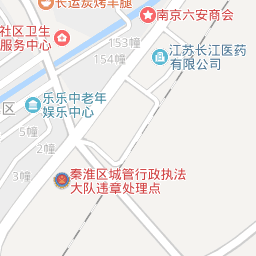 长运炭烤羊腿
南京六安商会
社区卫生
服务中心
153幢
154幢
江苏长江医药
有限公司
区
乐乐中老年
娱乐中心
5幢
3幢
2幢
秦淮区城管行政执法
大队违章处理点